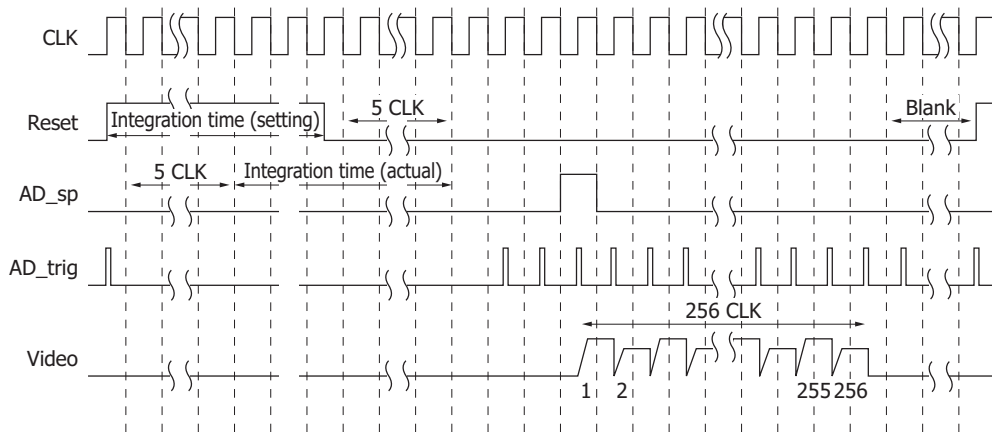 CLK
Reset
Integration time (setting)
5 CLK
Blank
AD_sp
5 CLK
Integration time (actual)
AD_trig
256 CLK
Video
1 2 255 256